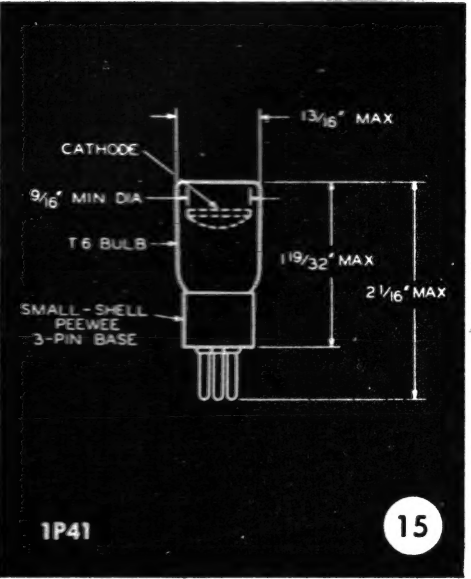 13/16" MAX
CATHODE
9/16" MIN DIA
T6 BULB
1 19/32" MAX
2 1/16" MAX
SMALL-SHELL
PEEWEE
3-PIN BASE
1P41
15